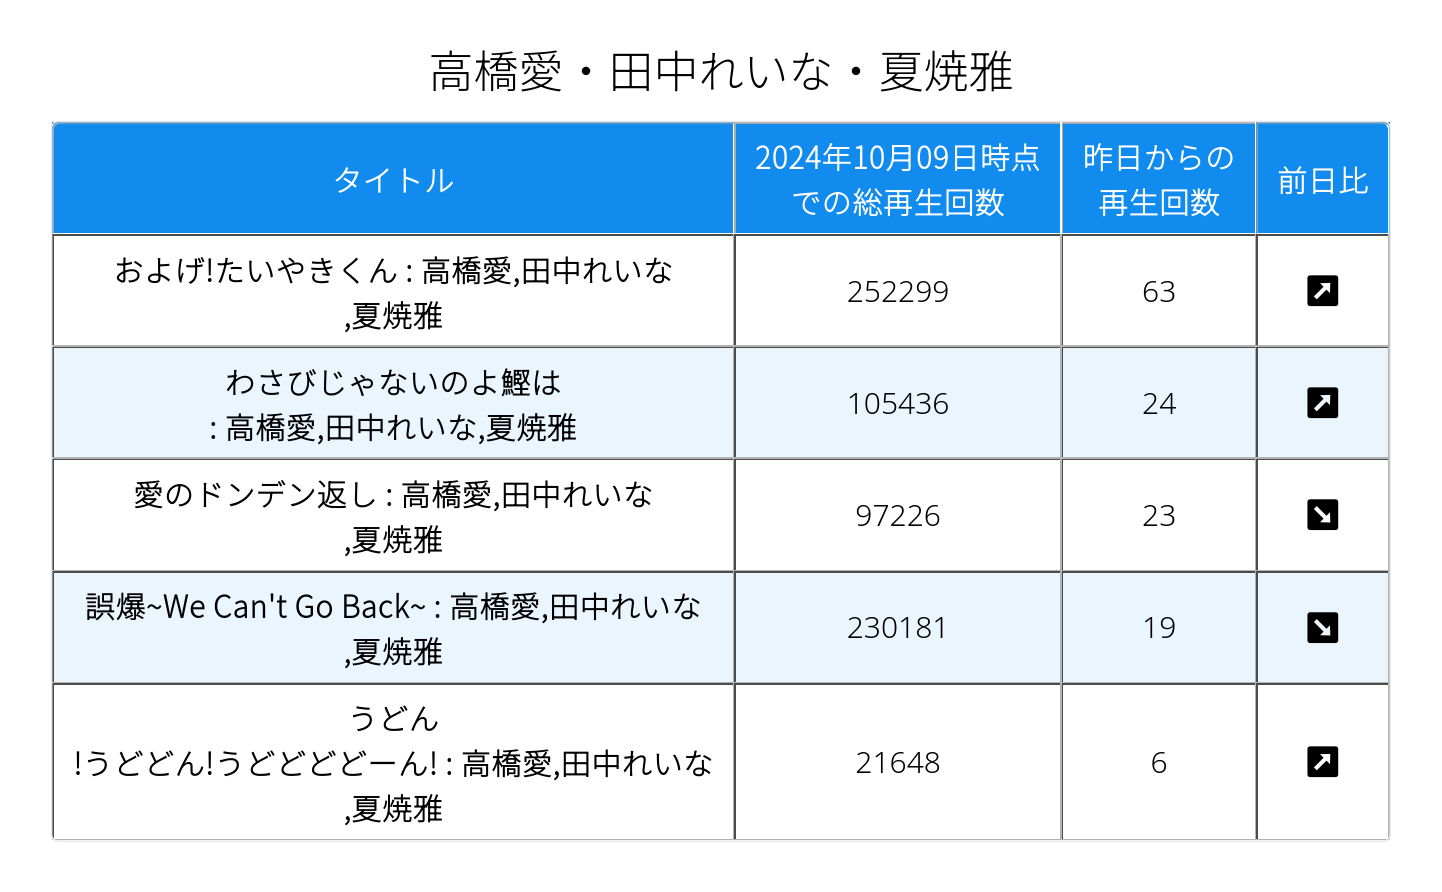 高橋愛・田中れいな・夏焼雅
タイトル
2024年10月09日時点
での総再生回数
昨日からの
再生回数
前日比
およげ!たいやきくん : 高橋愛,田中れいな
,夏焼雅
252299
63
わさびじゃないのよ鰹は
: 高橋愛,田中れいな,夏焼雅
105436
24
愛のドンデン返し : 高橋愛,田中れいな
,夏焼雅
97226
23
誤爆~We Can't Go Back~ : 高橋愛,田中れいな
,夏焼雅
230181
19
うどん
!うどどん!うどどどどーん! : 高橋愛,田中れいな
,夏焼雅
21648
6